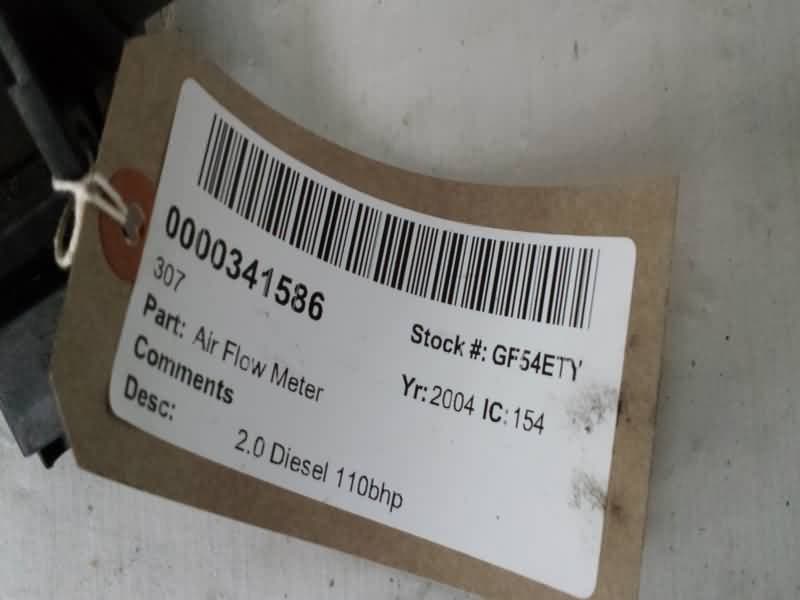 0000341586
307
Stock #: GF54ETY
Part: Air Flow Meter
Yr: 2004 IC: 154
Comments
Desc:
2.0 Diesel 110bhp